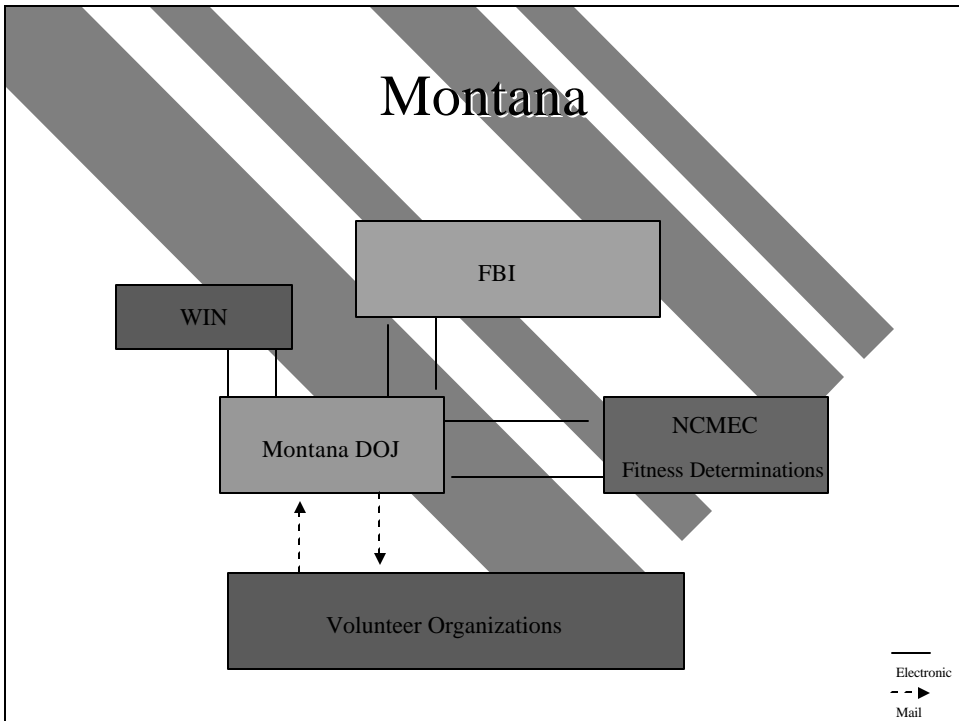 Montana
FBI
WIN
Montana DOJ
NCMEC
Fitness Determinations
Volunteer Organizations
Electronic
Mail